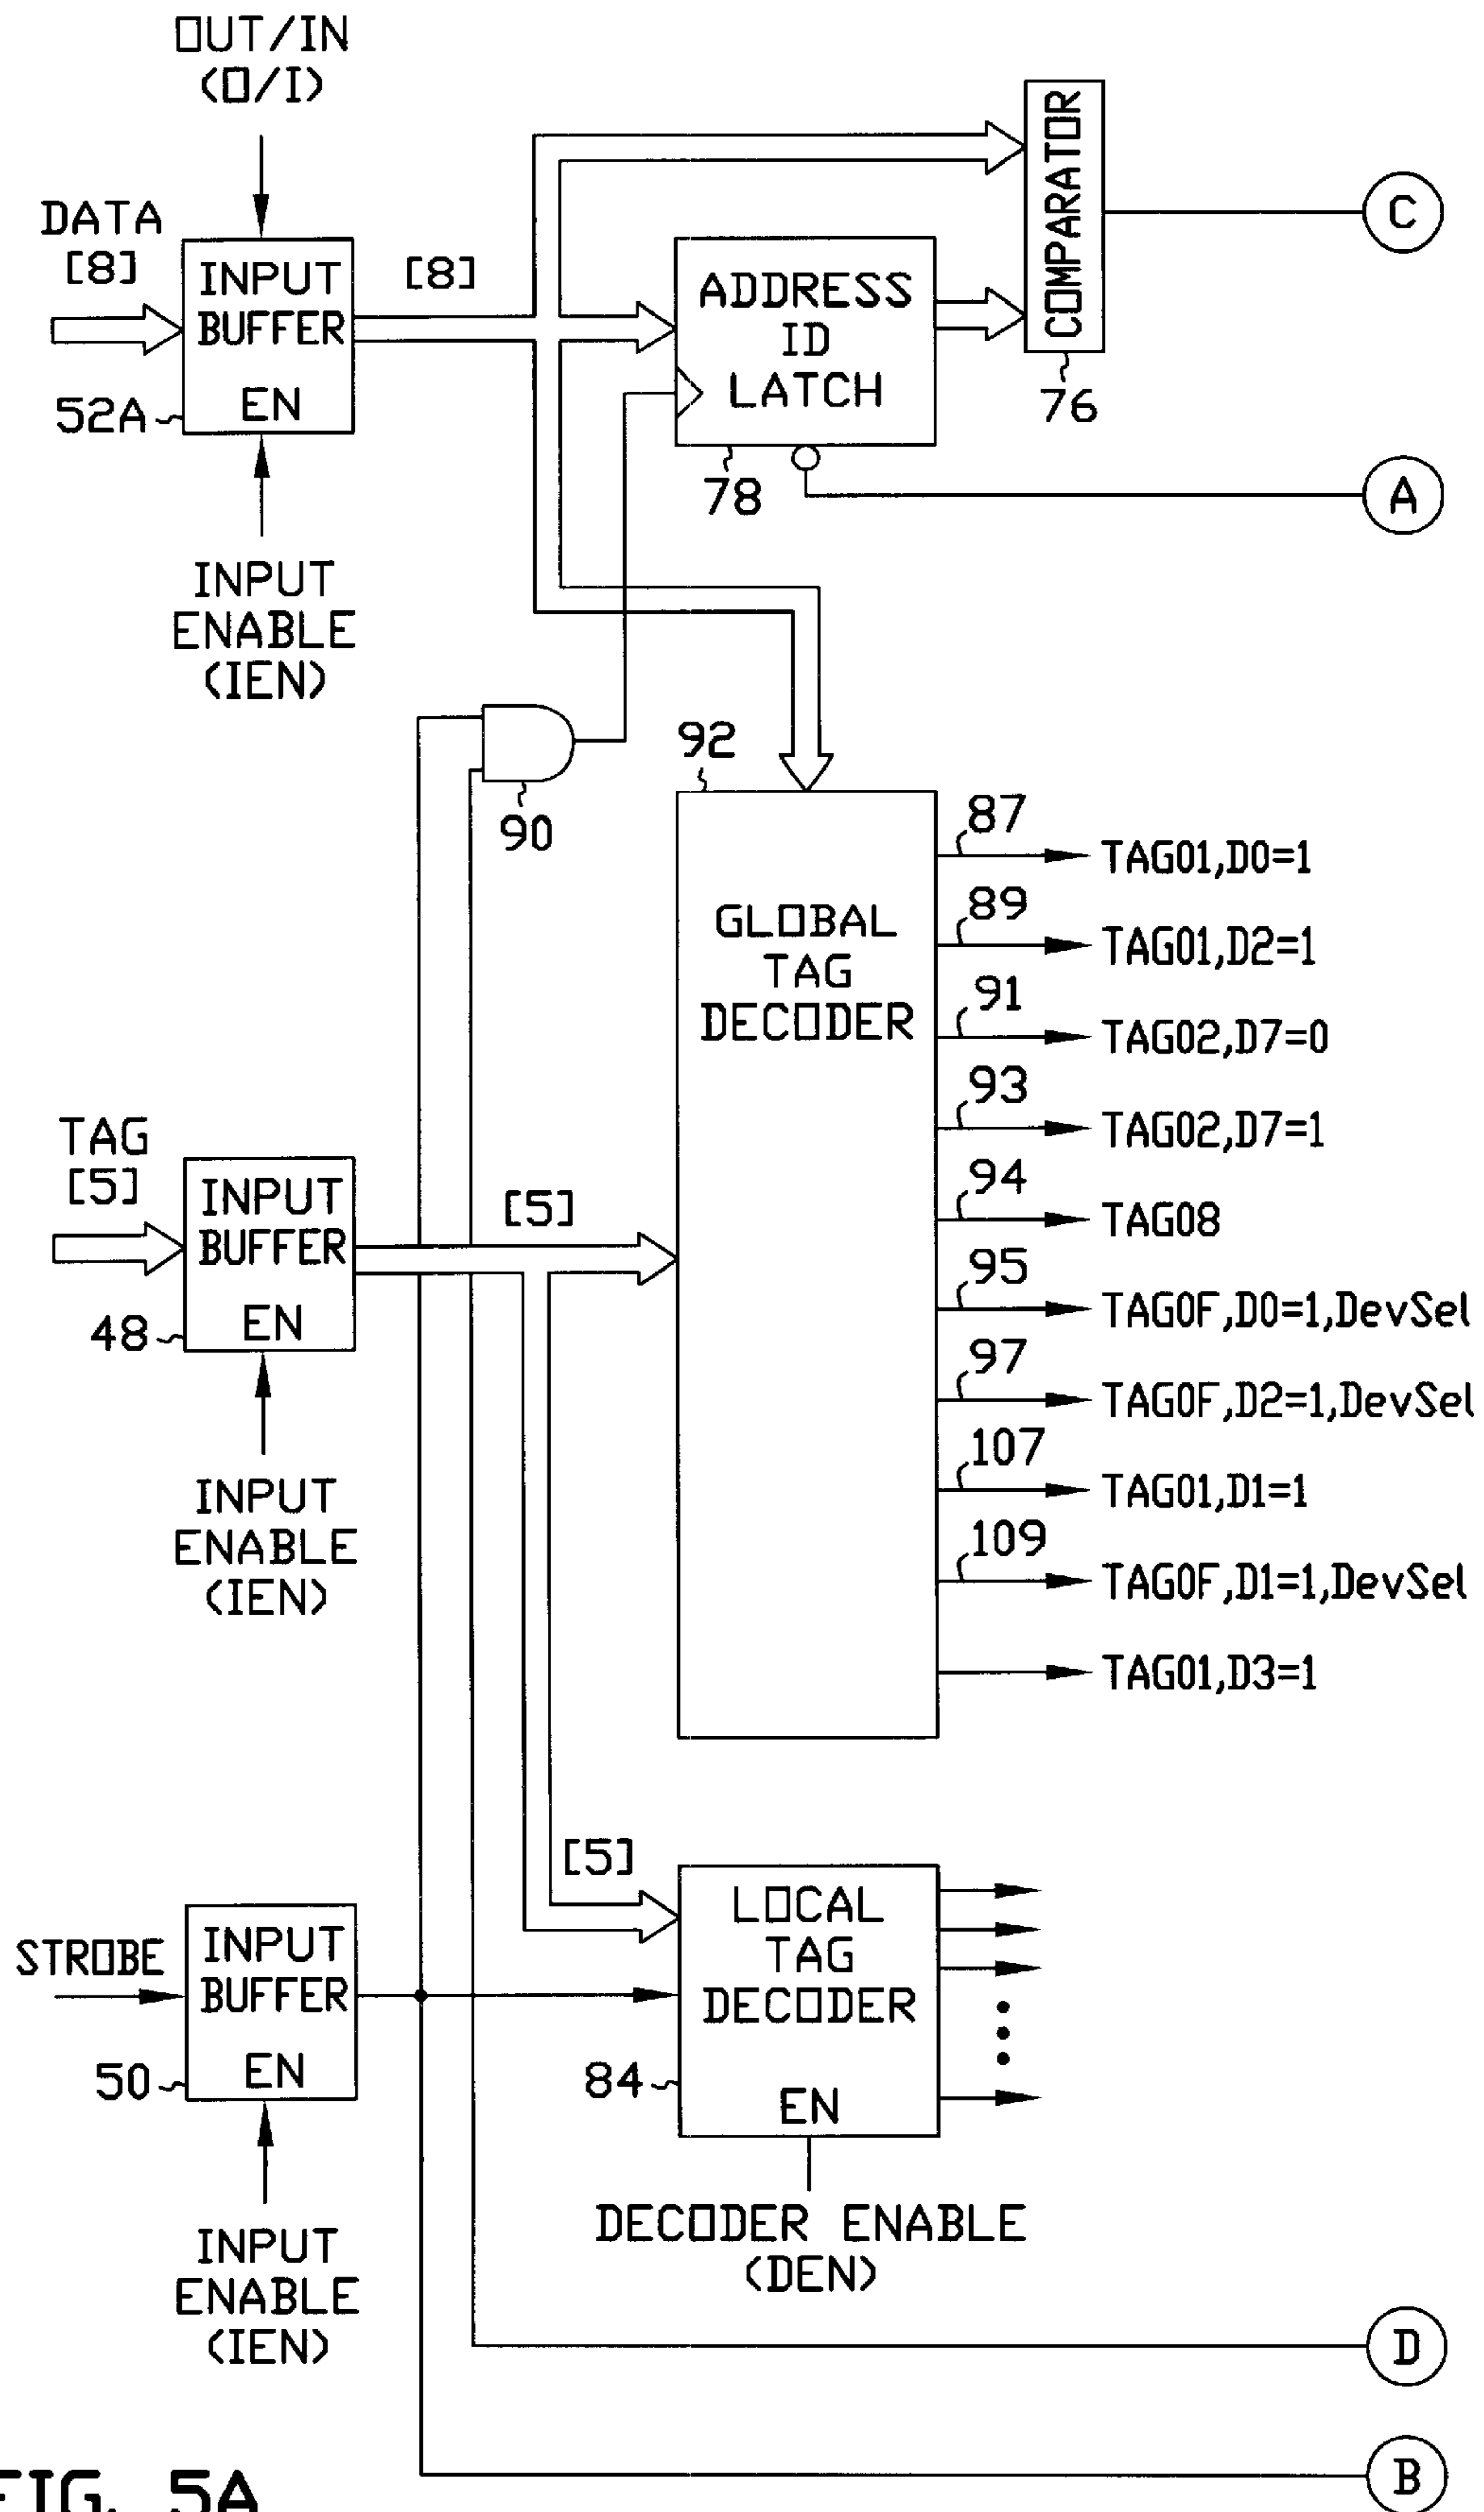 OUT/IN
(O/I)
DATA
[8]
INPUT
BUFFER
EN
52A
INPUT
ENABLE
(IEN)
[8]
ADDRESS
ID
LATCH
78
COMPARATOR
76
C
A
90
92
GLOBAL
TAG
DECODER
87
TAG01,D0=1
89
TAG01,D2=1
91
TAG02,D7=0
93
TAG02,D7=1
94
TAG08
95
TAG0F,D0=1,DevSel
97
TAG0F,D2=1,DevSel
107
TAG01,D1=1
109
TAG0F,D1=1,DevSel
TAG01,D3=1
TAG
[5]
INPUT
BUFFER
EN
48
INPUT
ENABLE
(IEN)
[5]
[5]
STROBE
INPUT
BUFFER
EN
50
INPUT
ENABLE
(IEN)
LOCAL
TAG
DECODER
EN
84
DECODER ENABLE
(DEN)
D
B
FIG. 5A